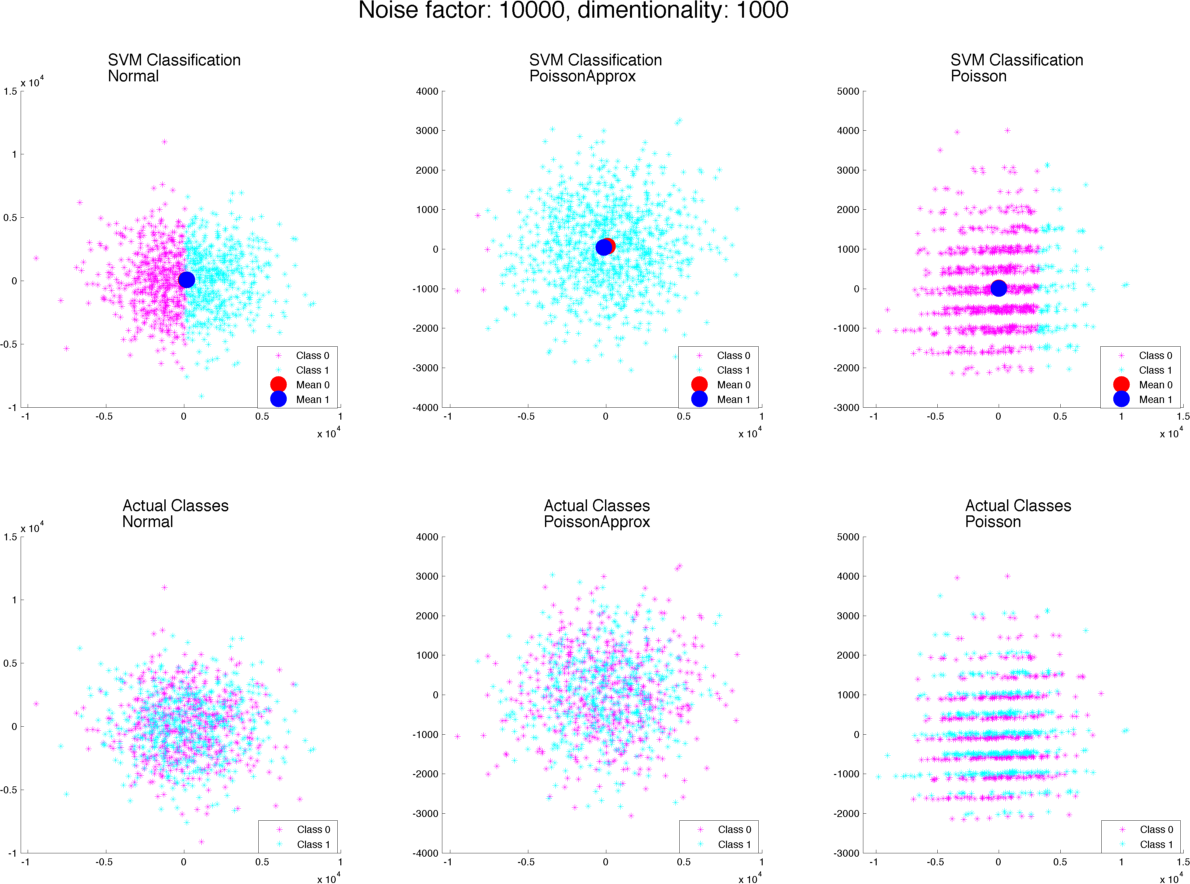 Noise factor: 10000, dimentionality: 1000
SVM Classification
Normal
x 10^4
1.5
1
0.5
0
-0.5
-1
-1 -0.5 0 0.5 1
x 10^4
Class 0
Class 1
Mean 0
Mean 1
SVM Classification
PoissonApprox
4000
3000
2000
1000
0
-1000
-2000
-3000
-4000
-1 -0.5 0 0.5 1
x 10^4
Class 0
Class 1
Mean 0
Mean 1
SVM Classification
Poisson
5000
4000
3000
2000
1000
0
-1000
-2000
-3000
-1 -0.5 0 0.5 1 1.5
x 10^4
Class 0
Class 1
Mean 0
Mean 1
Actual Classes
Normal
x 10^4
1.5
1
0.5
0
-0.5
-1
-1 -0.5 0 0.5 1
x 10^4
Class 0
Class 1
Actual Classes
PoissonApprox
4000
3000
2000
1000
0
-1000
-2000
-3000
-4000
-1 -0.5 0 0.5 1
x 10^4
Class 0
Class 1
Actual Classes
Poisson
5000
4000
3000
2000
1000
0
-1000
-2000
-3000
-1 -0.5 0 0.5 1 1.5
x 10^4
Class 0
Class 1